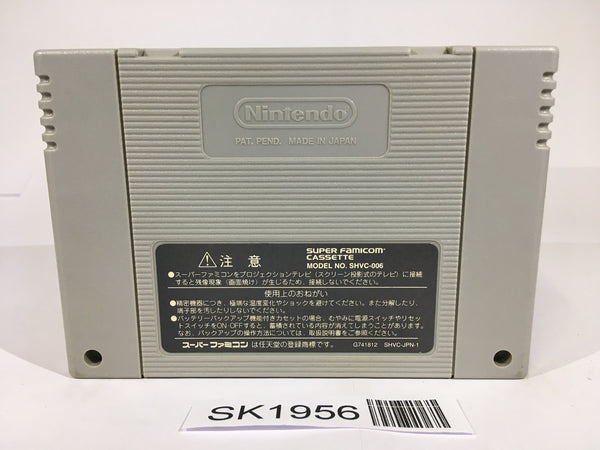 Nintendo
PAT. PEND. MADE IN JAPAN
⚠注意
SUPER FAMICOM
CASSETTE
MODEL NO. SHVC-006
●スーパーファミコンをプロジェクションテレビ(スクリーン投影式のテレビ)に接続
すると残像現象(画面焼け)が生じるため、接続しないでください。
使用上のおねがい
●精密機器につき、極端な温度変化やショックを避けてください。また分解したり、
端子部を汚したりしないでください。
●バッテリーバックアップ機能付きカセットの場合、むやみに電源スイッチやリセッ
トスイッチをON・OFFすると、蓄積されている内容が消えてしまうことがあります。
なお、バックアップの操作方法については、取扱説明書をご参照ください。
スーパーファミコン は任天堂の登録商標です。 G741812 SHVC-JPN-1
SK1956